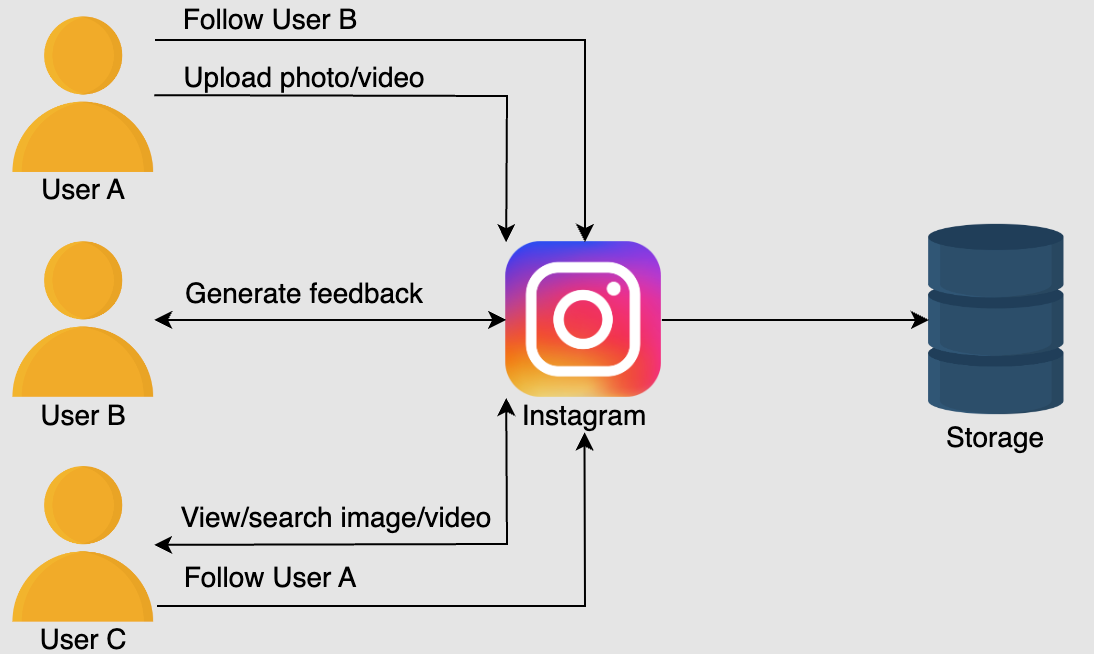 Follow User B
Upload photo/video
User A
Generate feedback
User B
Instagram
Storage
View/search image/video
Follow User A
User C